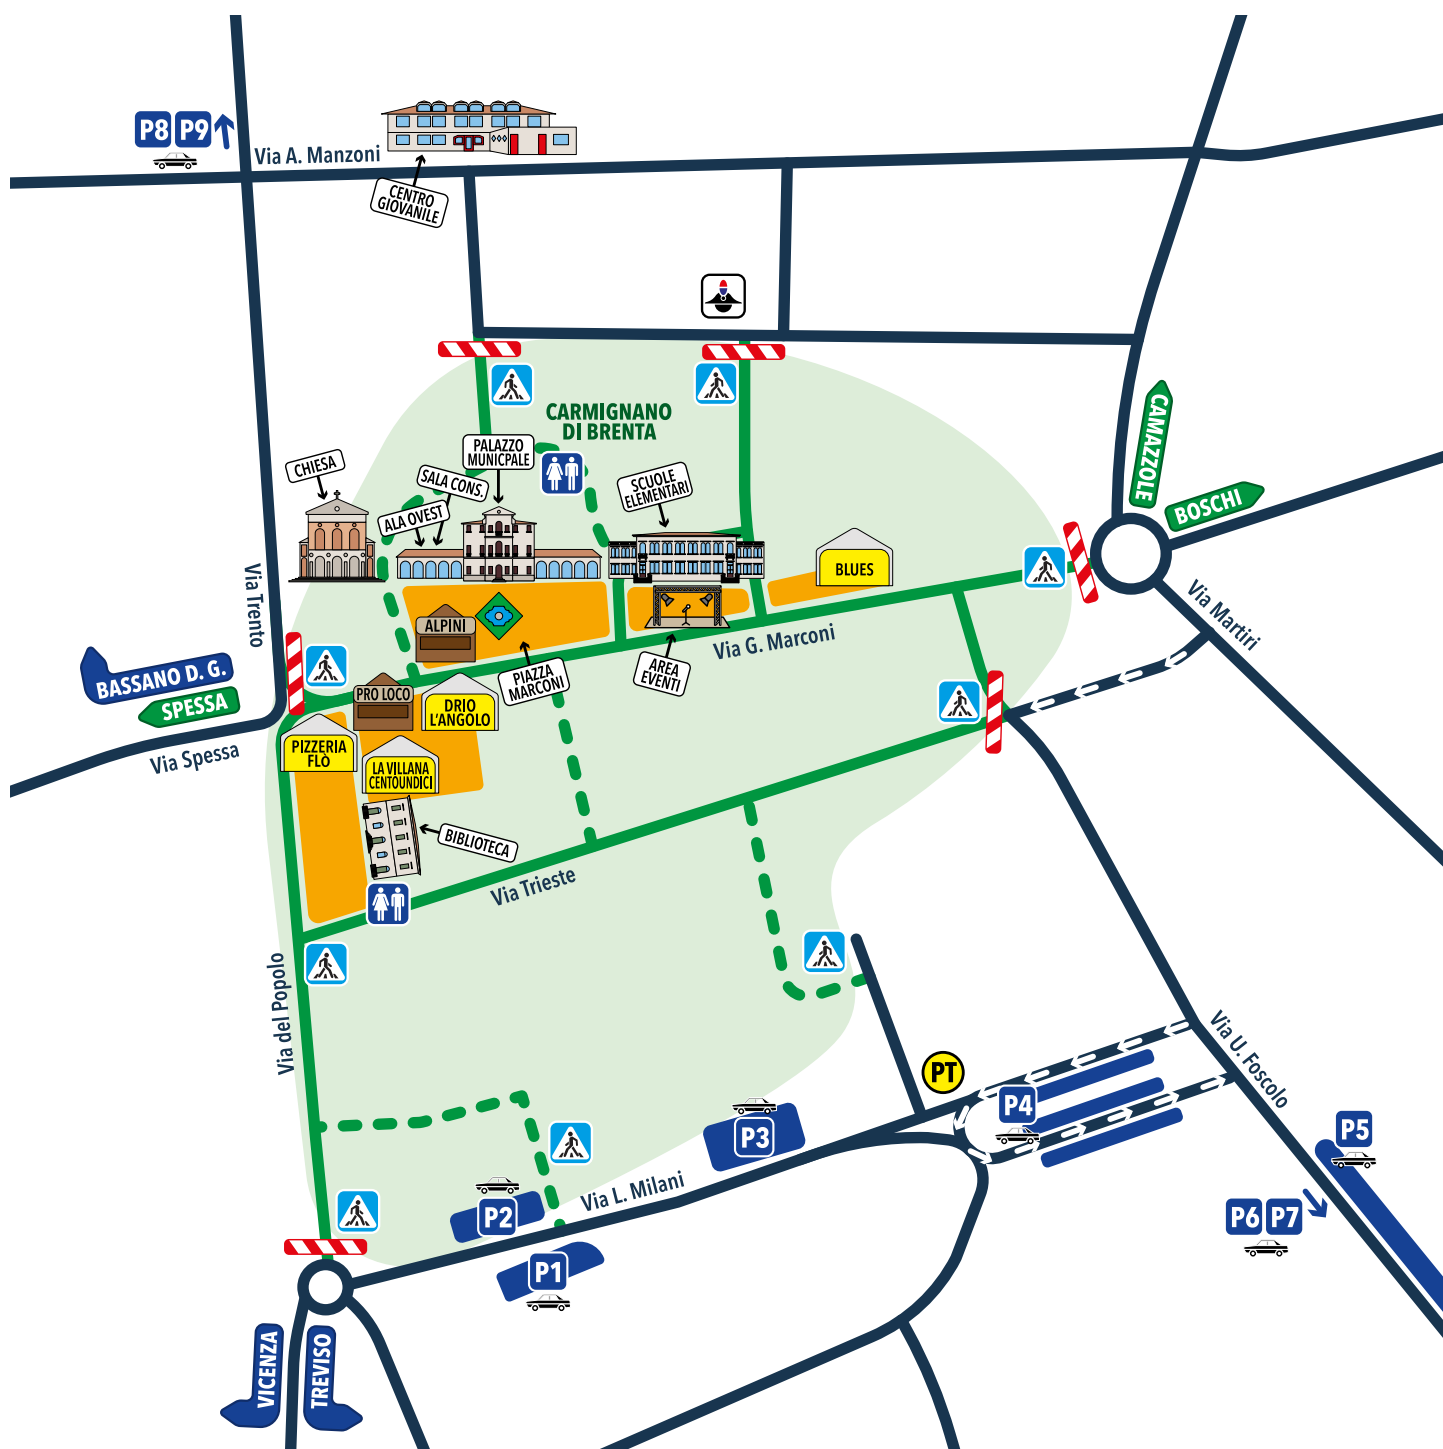 P8 P9
Via A. Manzoni
CENTRO
GIOVANILE
CARMIGNANO
DI BRENTA
PALAZZO
MUNICPALE
CHIESA
SALA CONS.
ALA OVEST
SCUOLE
ELEMENTARI
CAMAZZOLE
BOSCHI
BLUES
Via Trento
Via Martiri
ALPINI
Via G. Marconi
PIAZZA
MARCONI
AREA
EVENTI
BASSANO D. G.
SPESSA
Via Spessa
PRO LOCO
DRIO
L'ANGOLO
PIZZERIA
FLÒ
LA VILLANA
CENTOUNDICI
BIBLIOTECA
Via Trieste
Via del Popolo
Via U. Foscolo
PT
P4
P3
P5
Via L. Milani
P2
P6 P7
P1
VICENZA
TREVISO